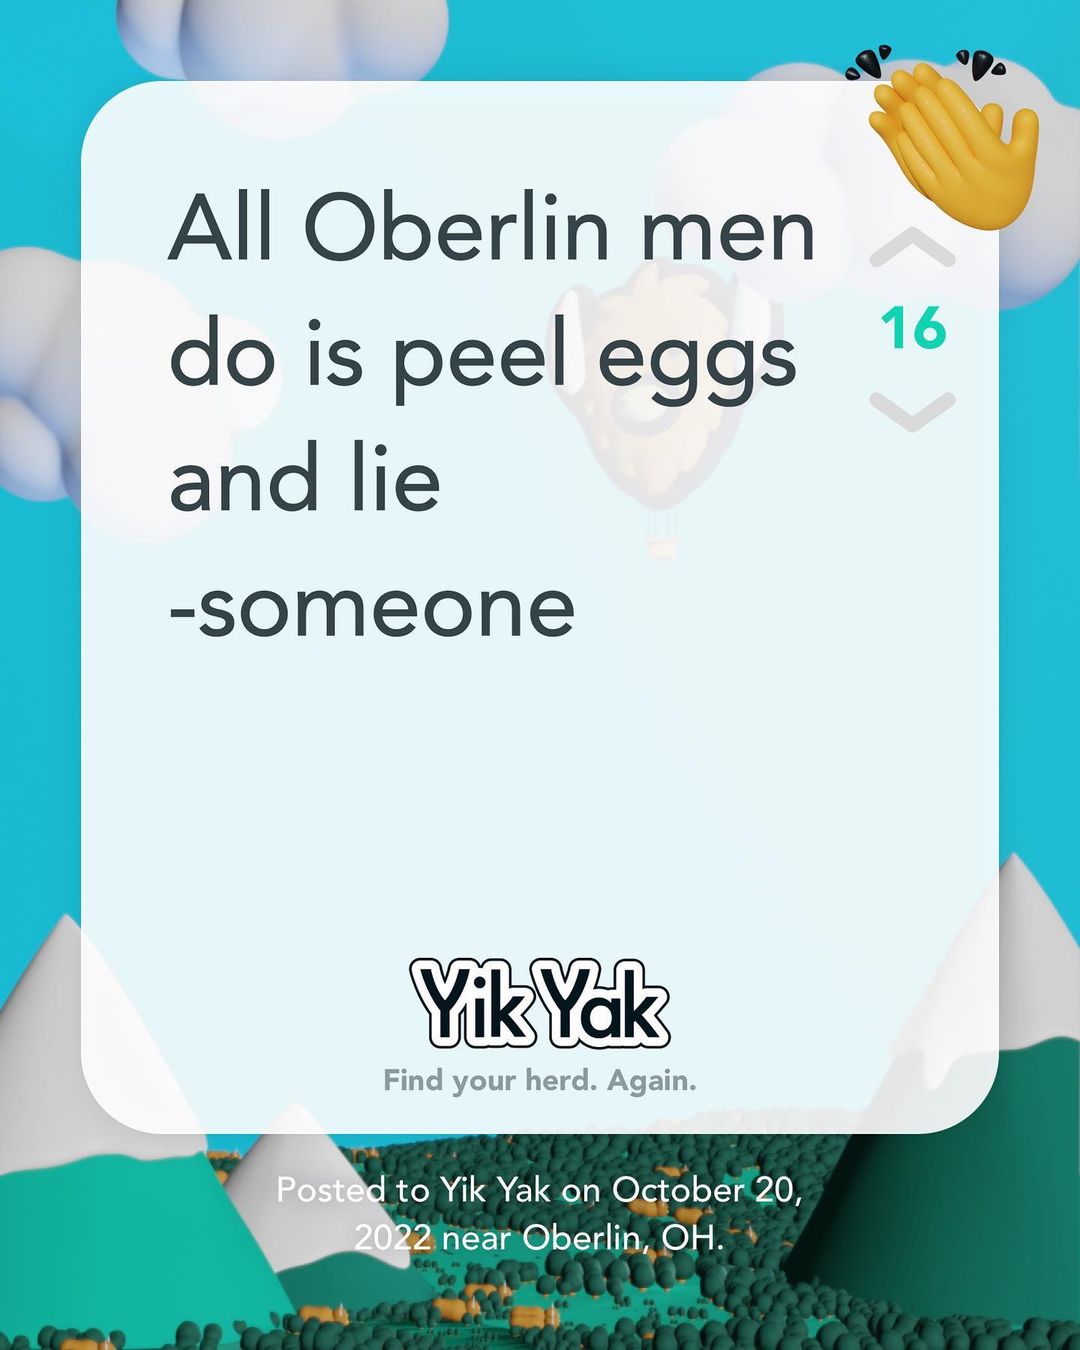 All Oberlin men
16
do is peel eggs
and lie
-someone
Yik Yak
Find your herd. Again.
Posted to Yik Yak on October 20,
2022 near Oberlin, OH.